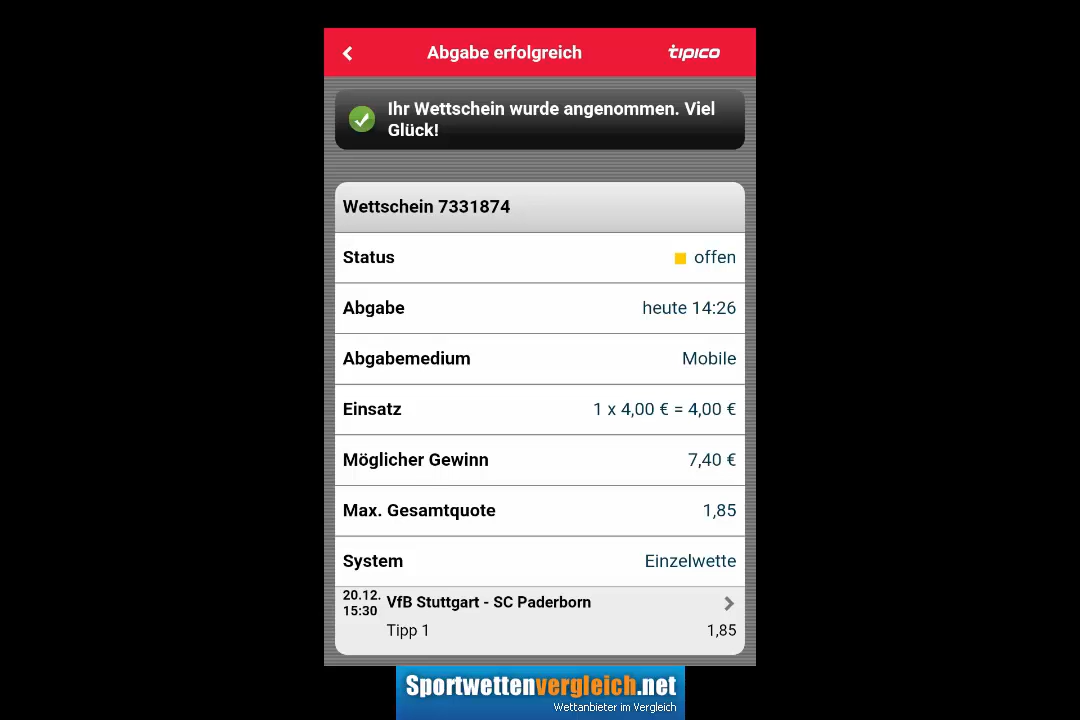 Abgabe erfolgreich tipico
Ihr Wettschein wurde angenommen. Viel
Glück!
Wettschein 7331874
Status offen
Abgabe heute 14:26
Abgabemedium Mobile
Einsatz 1 x 4,00 € = 4,00 €
Möglicher Gewinn 7,40 €
Max. Gesamtquote 1,85
System Einzelwette
20.12. VfB Stuttgart - SC Paderborn
15:30
Tipp 1 1,85
Sportwettenvergleich.net
Wettanbieter im Vergleich